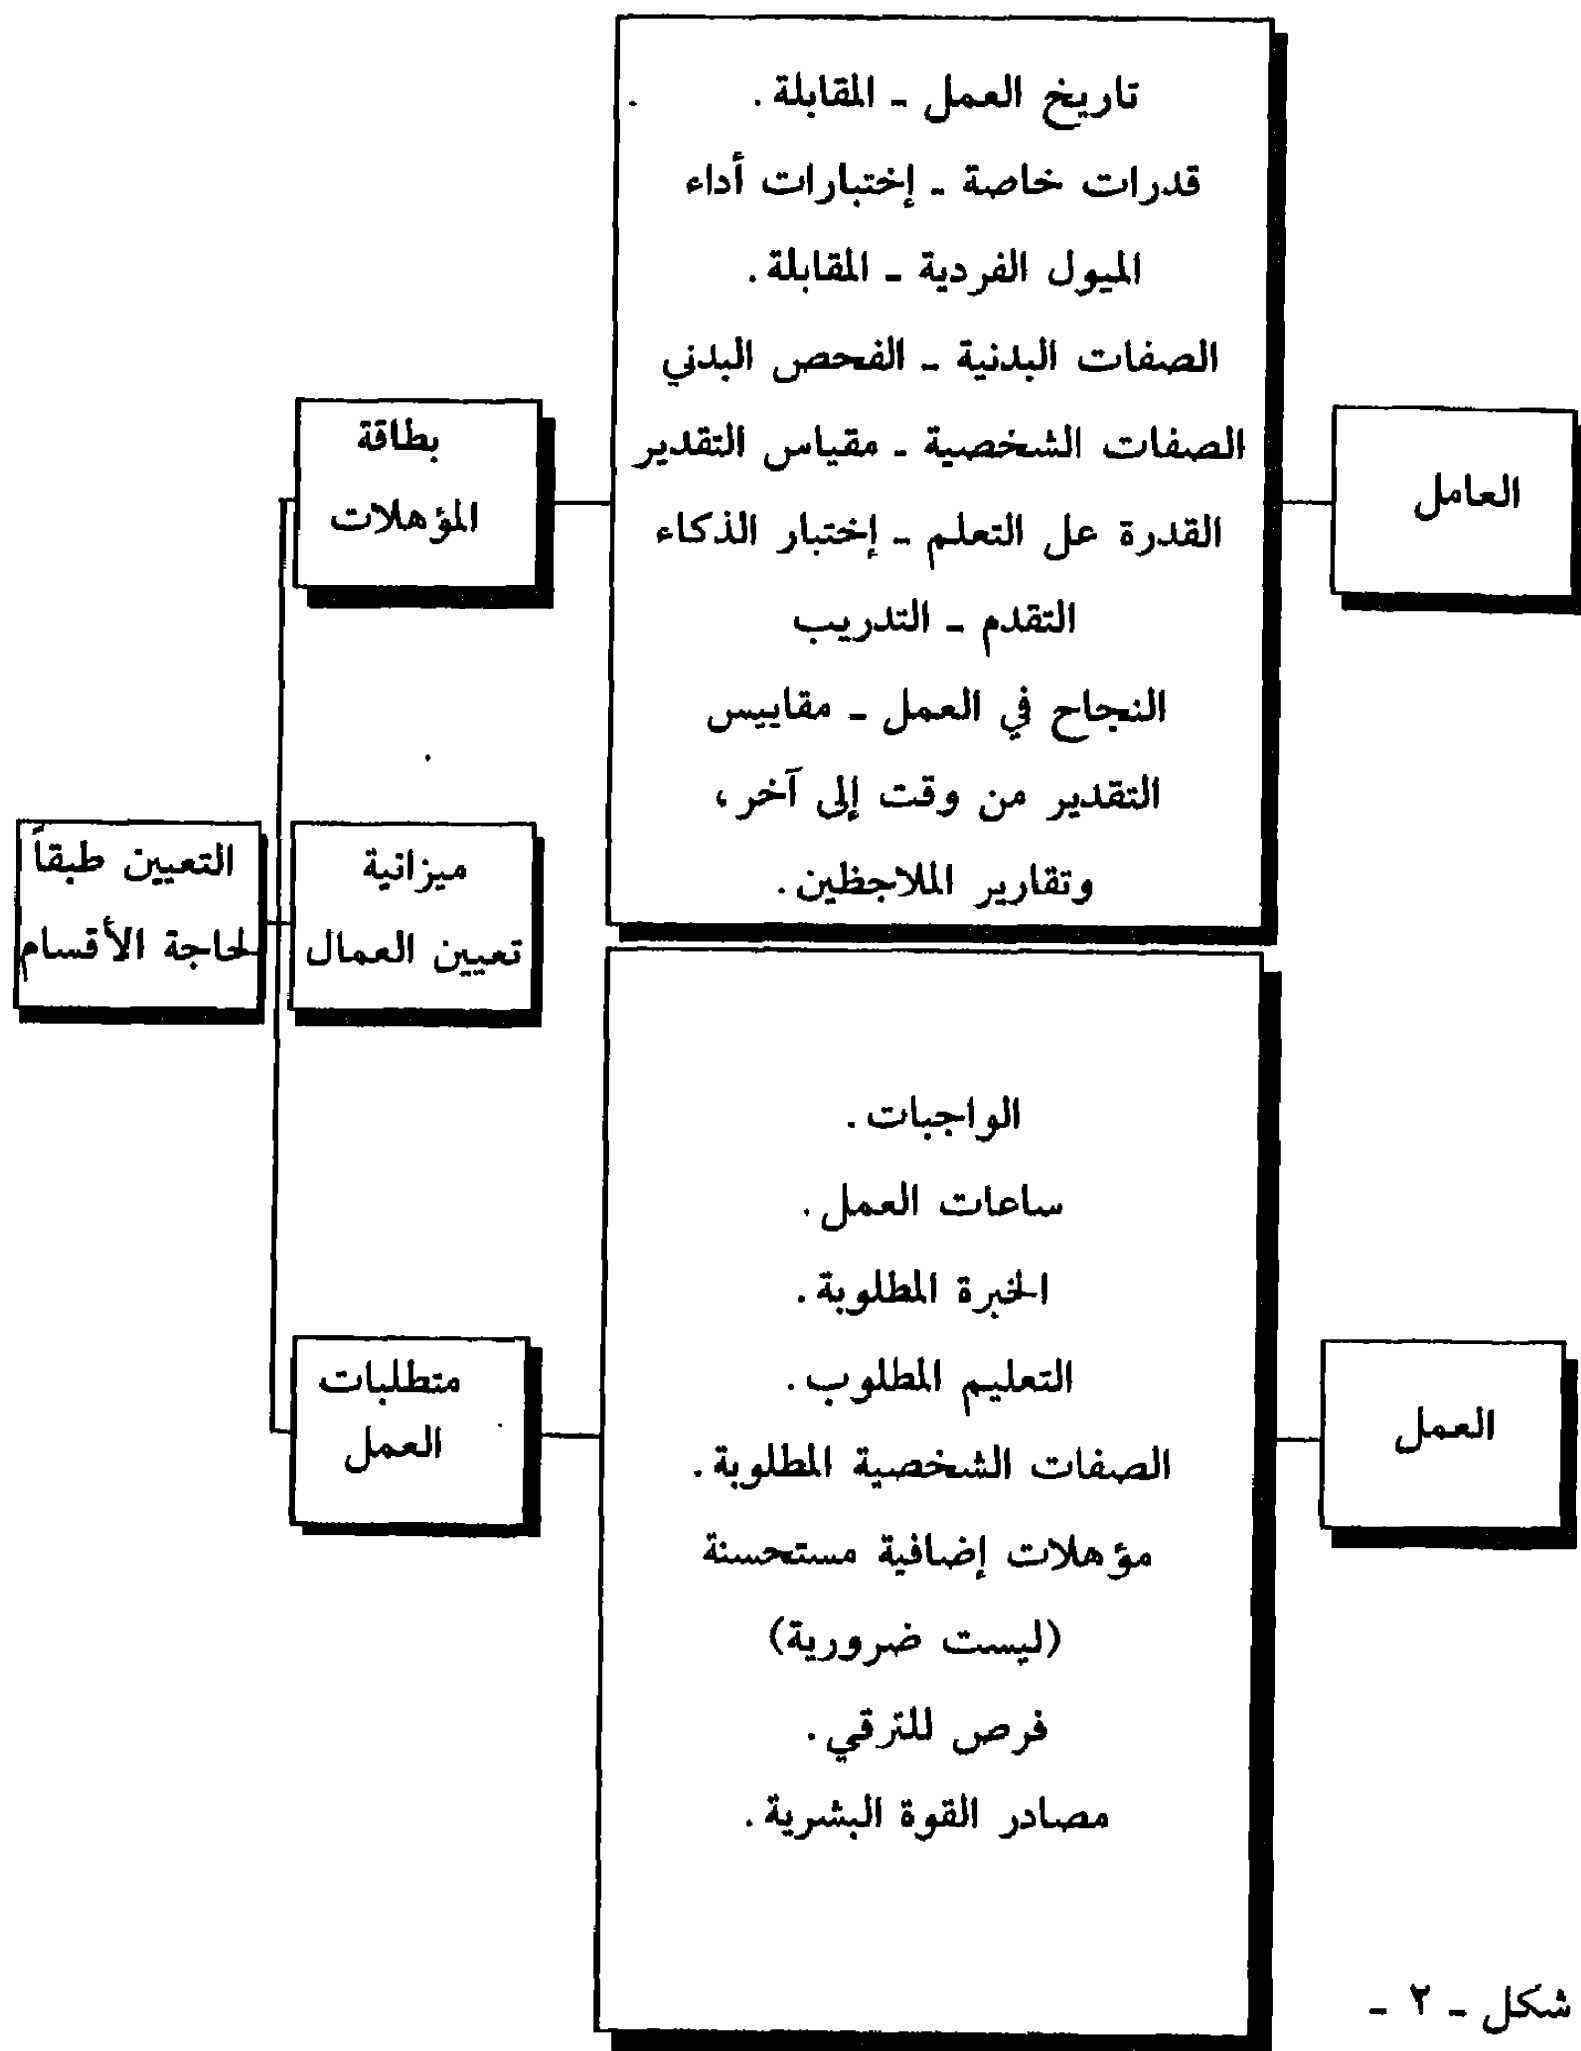 العامل
تاريخ العمل - المقابلة .
قدرات خاصة - إختبارات أداء
الميول الفردية - المقابلة .
الصفات البدنية - الفحص البدني
الصفات الشخصية - مقياس التقدير
القدرة عل التعلم - إختبار الذكاء
التقدم - التدريب
النجاح في العمل - مقاييس
التقدير من وقت إلى آخر ،
وتقارير الملاجظين .
بطاقة
المؤهلات
ميزانية
تعيين العمال
التعيين طبقاً
لحاجة الأقسام
العمل
الواجبات .
ساعات العمل .
الخبرة المطلوبة .
التعليم المطلوب .
الصفات الشخصية المطلوبة .
مؤهلات إضافية مستحسنة
(ليست ضرورية)
فرص للترقي .
مصادر القوة البشرية .
متطلبات
العمل
شكل - ٢ -